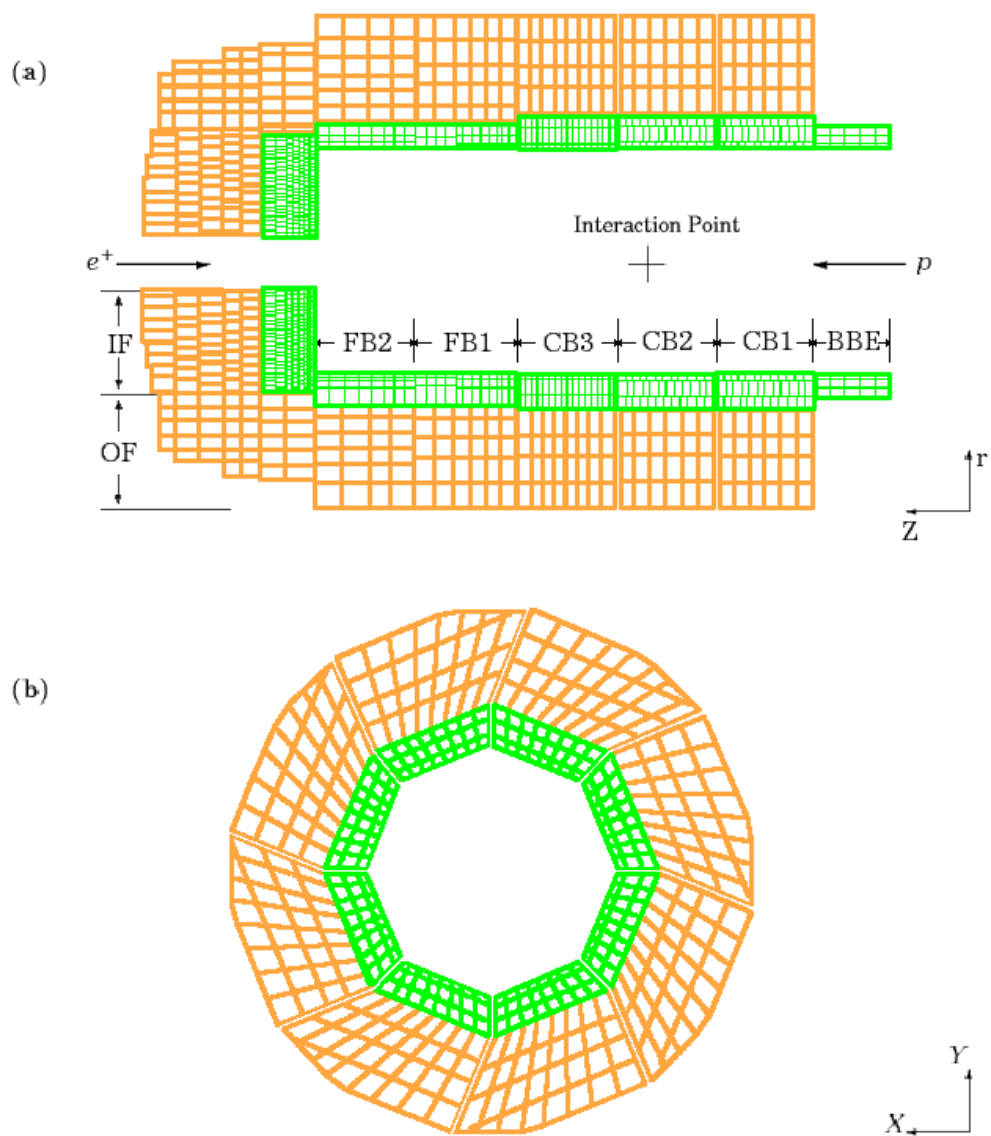 (a)
Interaction Point
e⁺
p
IF
FB2 FB1 CB3 CB2 CB1 BBE
OF
r
Z
(b)
Y
X